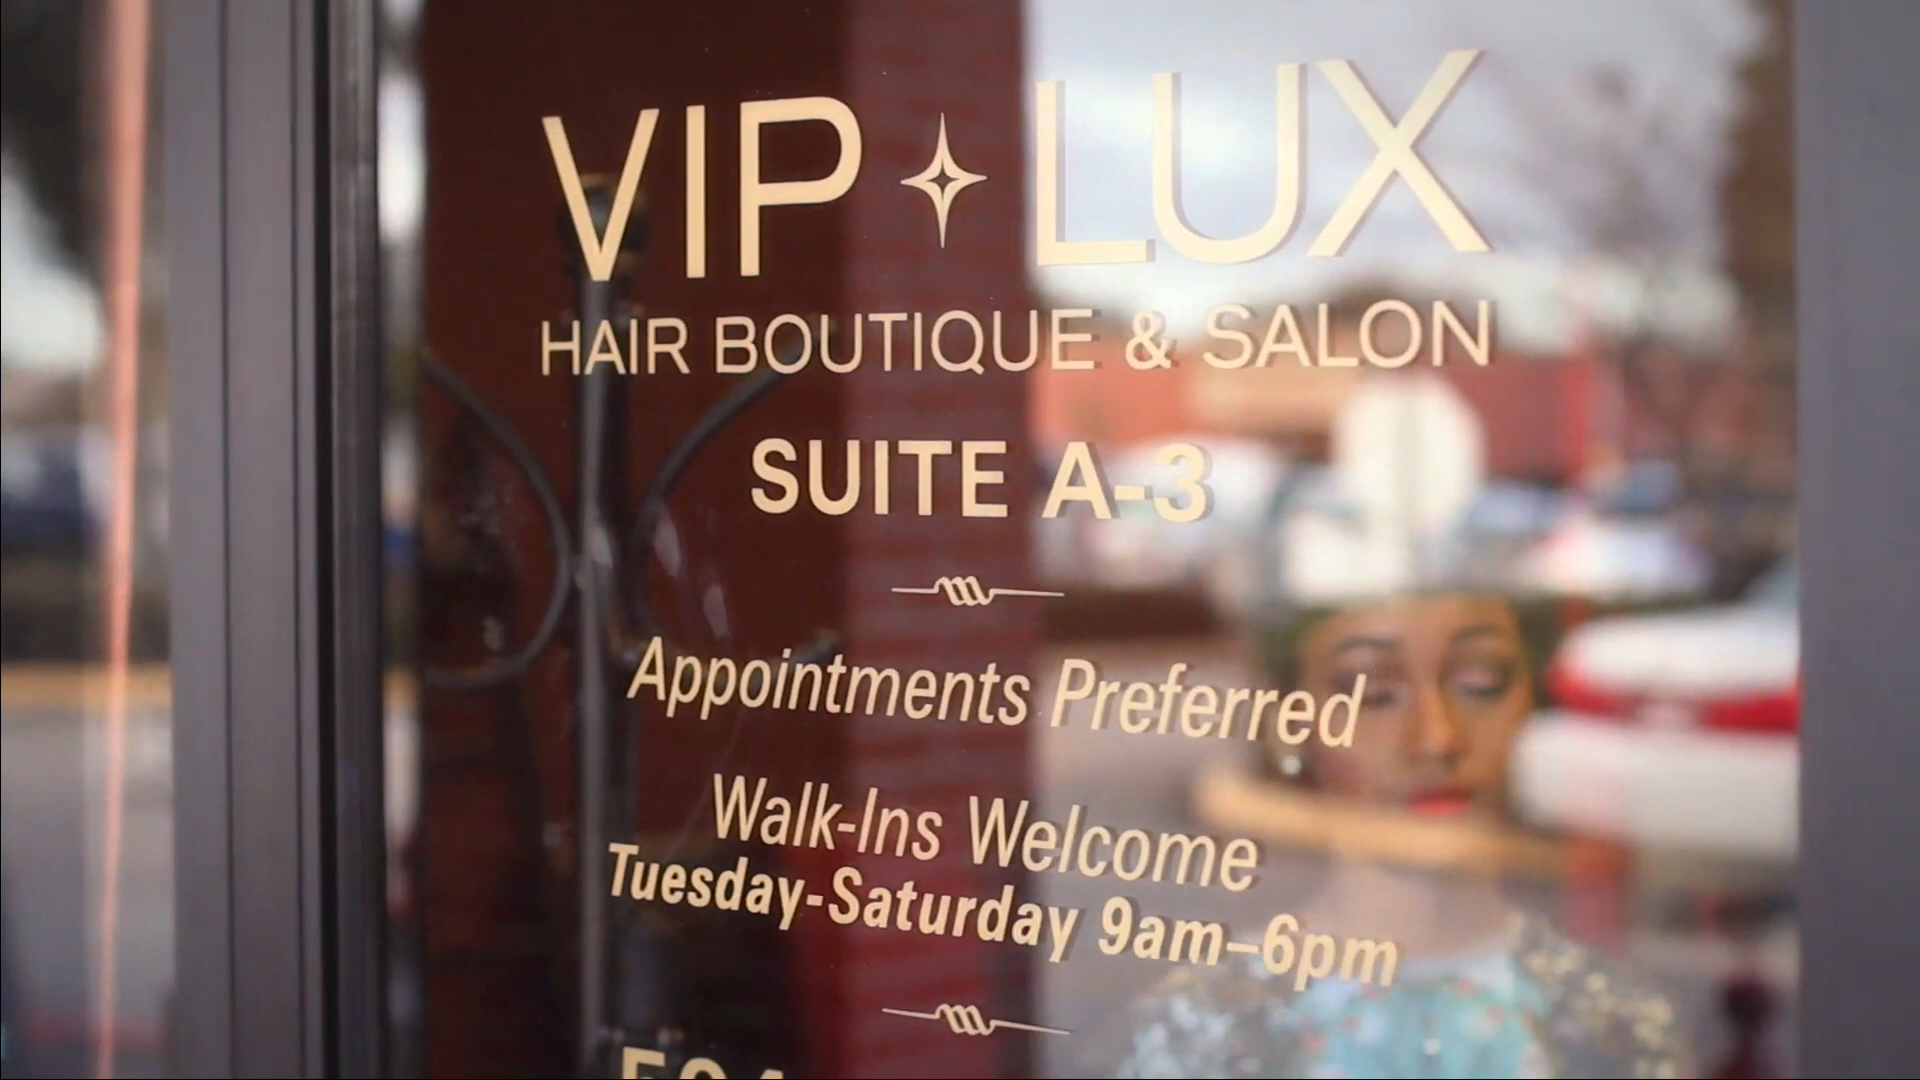 VIP LUX
HAIR BOUTIQUE & SALON
SUITE A-3
Appointments Preferred
Walk-Ins Welcome
Tuesday-Saturday 9am–6pm